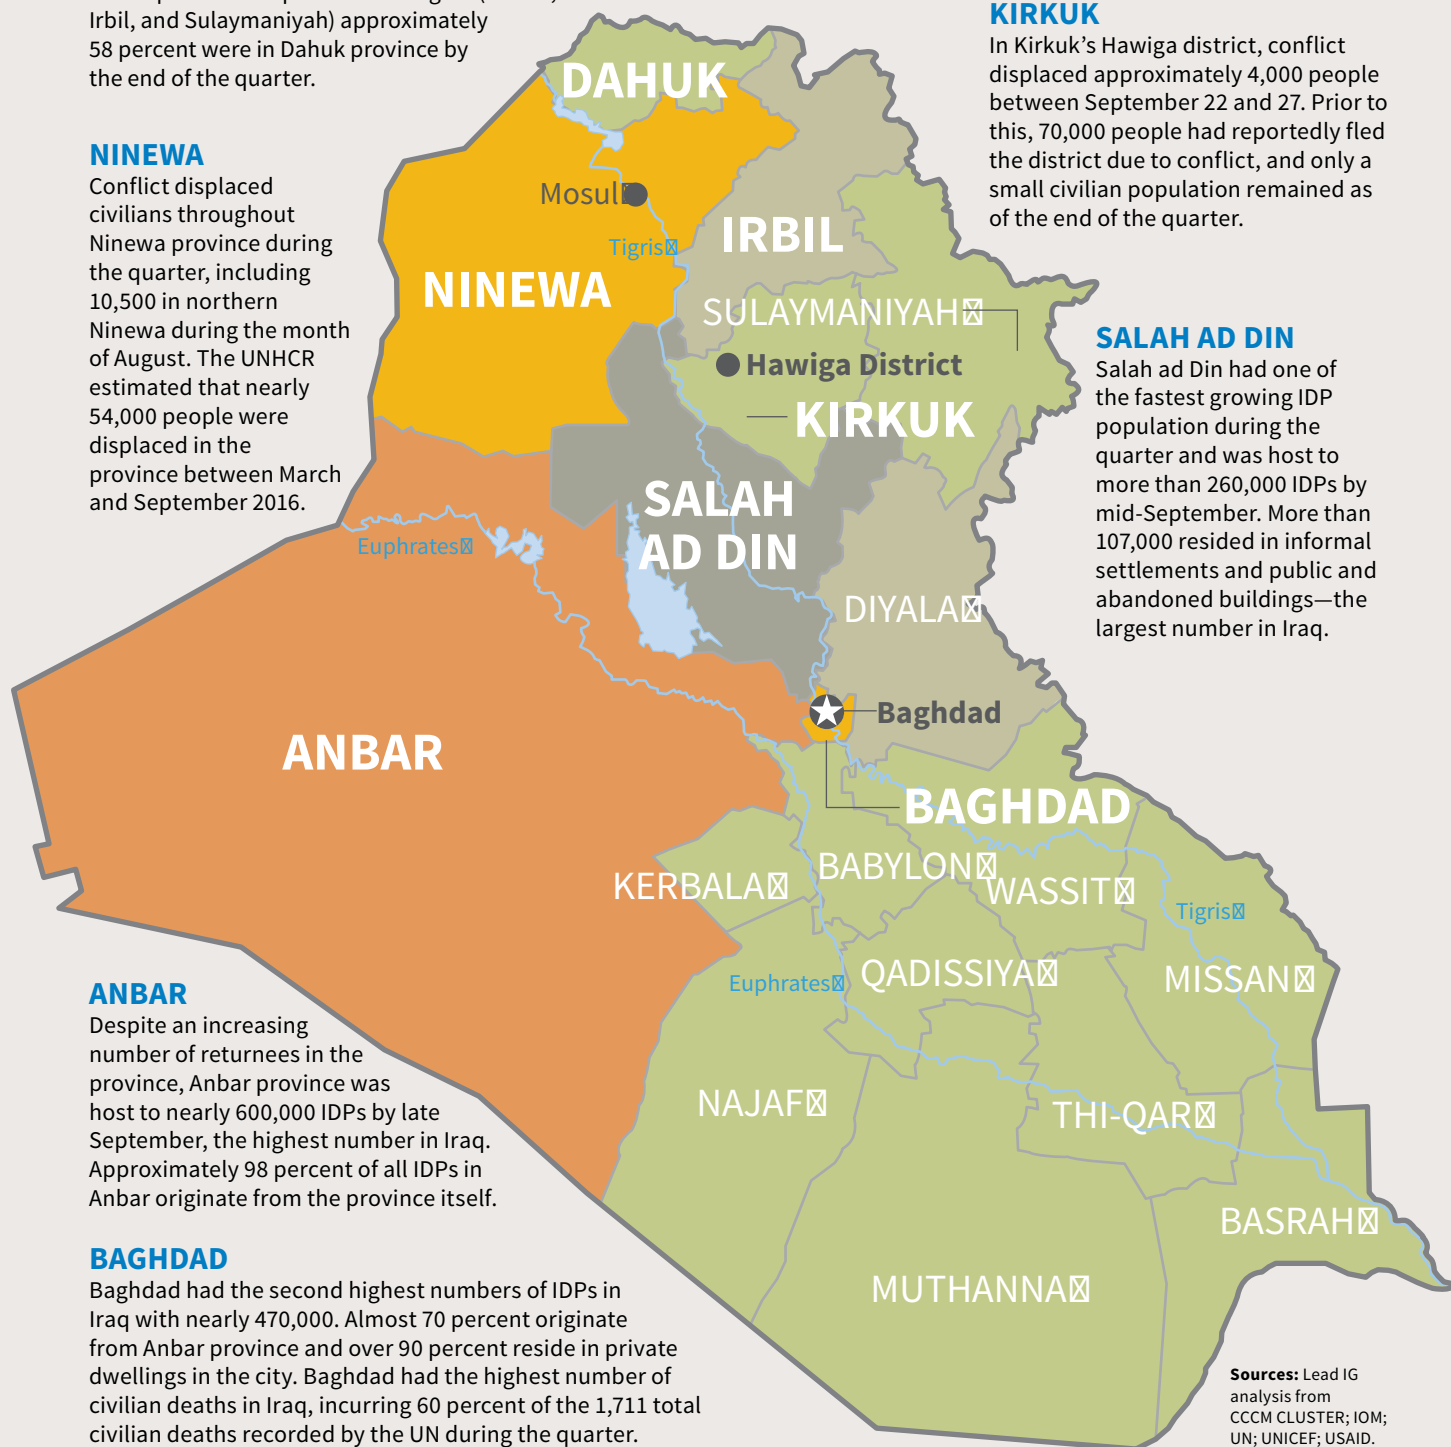 Irbil, and Sulaymaniyah) approximately
58 percent were in Dahuk province by
the end of the quarter.
NINEWA
Conflict displaced
civilians throughout
Ninewa province during
the quarter, including
10,500 in northern
Ninewa during the month
of August. The UNHCR
estimated that nearly
54,000 people were
displaced in the
province between March
and September 2016.
KIRKUK
In Kirkuk’s Hawiga district, conflict
displaced approximately 4,000 people
between September 22 and 27. Prior to
this, 70,000 people had reportedly fled
the district due to conflict, and only a
small civilian population remained as
of the end of the quarter.
SALAH AD DIN
Salah ad Din had one of
the fastest growing IDP
population during the
quarter and was host to
more than 260,000 IDPs by
mid-September. More than
107,000 resided in informal
settlements and public and
abandoned buildings—the
largest number in Iraq.
DAHUK
Mosul
Tigris
IRBIL
NINEWA
SULAYMANIYAH
Hawiga District
KIRKUK
SALAH
AD DIN
Euphrates
DIYALA
Baghdad
ANBAR
BAGHDAD
BABYLON
KERBALA
WASSIT
Tigris
QADISSIYA
MISSAN
Euphrates
NAJAF
THI-QAR
BASRAH
MUTHANNA
ANBAR
Despite an increasing
number of returnees in the
province, Anbar province was
host to nearly 600,000 IDPs by late
September, the highest number in Iraq.
Approximately 98 percent of all IDPs in
Anbar originate from the province itself.
BAGHDAD
Baghdad had the second highest numbers of IDPs in
Iraq with nearly 470,000. Almost 70 percent originate
from Anbar province and over 90 percent reside in private
dwellings in the city. Baghdad had the highest number of
civilian deaths in Iraq, incurring 60 percent of the 1,711 total
civilian deaths recorded by the UN during the quarter.
Sources: Lead IG
analysis from
CCCM CLUSTER; IOM;
UN; UNICEF; USAID.